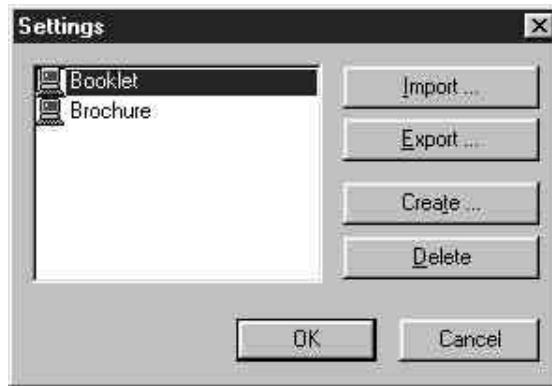 Settings
Booklet
Brochure
Import ...
Export ...
Create ...
Delete
OK
Cancel